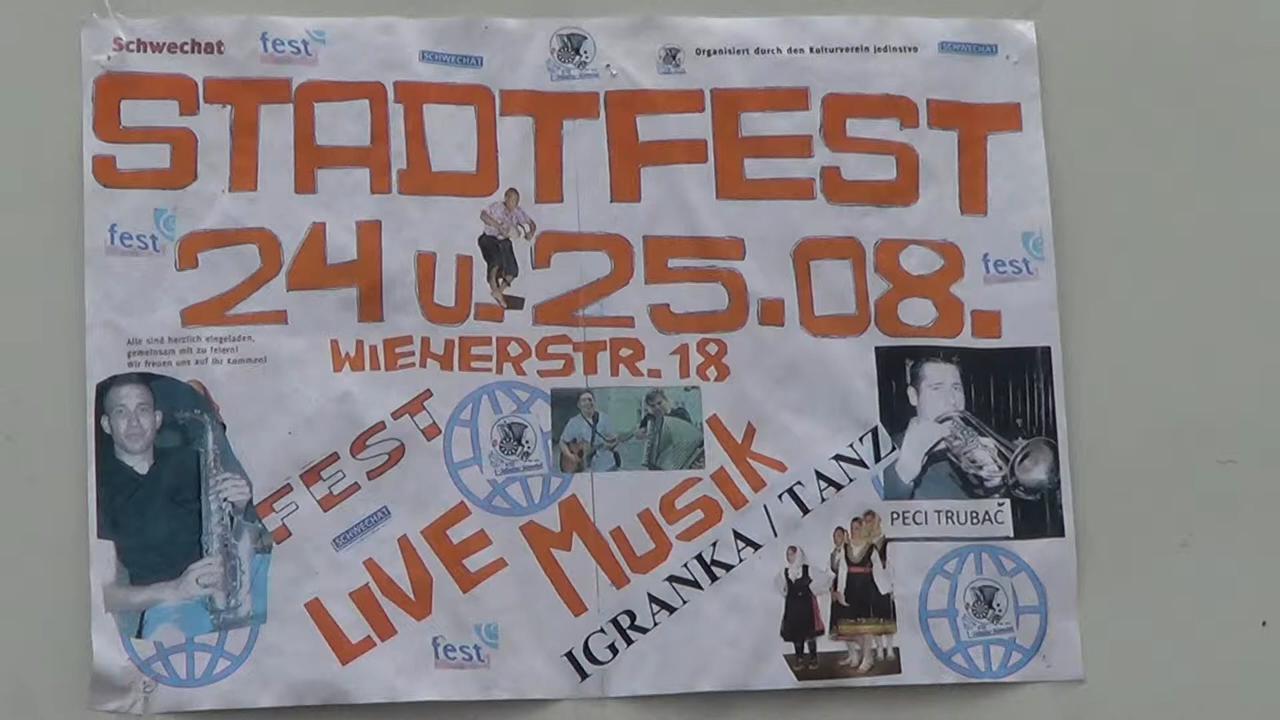 Schwechat
fest
SCHWECHAT
Organisiert durch den Kulturverein Jedinstvo
SCHWECHAT
STADTFEST
fest
24 u. 25.08.
fest
Alle sind herzlich eingeladen,
gemeinsam mit zu feiern!
Wir freuen uns auf Ihr Kommen!
WIENERSTR. 18
FEST
SCHWECHAT
LIVE Musik
IGRANKA / TANZ
PECI TRUBAČ
fest